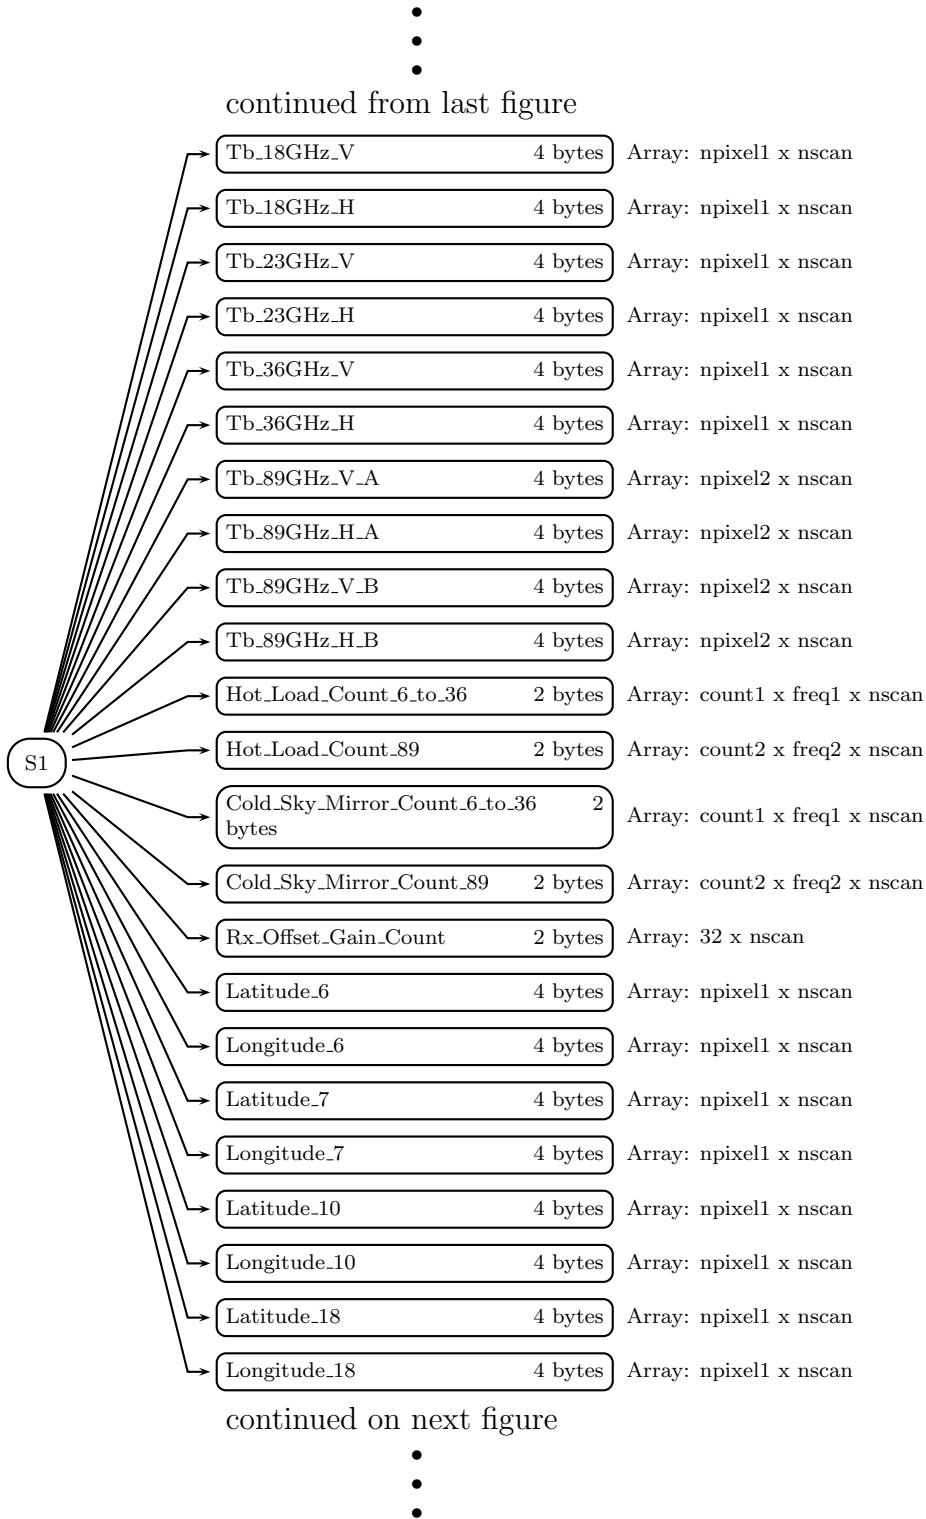 continued from last figure
Tb_18GHz_V 4 bytes Array: npixel1 x nscan
Tb_18GHz_H 4 bytes Array: npixel1 x nscan
Tb_23GHz_V 4 bytes Array: npixel1 x nscan
Tb_23GHz_H 4 bytes Array: npixel1 x nscan
Tb_36GHz_V 4 bytes Array: npixel1 x nscan
Tb_36GHz_H 4 bytes Array: npixel1 x nscan
Tb_89GHz_V_A 4 bytes Array: npixel2 x nscan
Tb_89GHz_H_A 4 bytes Array: npixel2 x nscan
Tb_89GHz_V_B 4 bytes Array: npixel2 x nscan
Tb_89GHz_H_B 4 bytes Array: npixel2 x nscan
Hot_Load_Count_6_to_36 2 bytes Array: count1 x freq1 x nscan
Hot_Load_Count_89 2 bytes Array: count2 x freq2 x nscan
S1
Cold_Sky_Mirror_Count_6_to_36 2
bytes
Array: count1 x freq1 x nscan
Cold_Sky_Mirror_Count_89 2 bytes Array: count2 x freq2 x nscan
Rx_Offset_Gain_Count 2 bytes Array: 32 x nscan
Latitude_6 4 bytes Array: npixel1 x nscan
Longitude_6 4 bytes Array: npixel1 x nscan
Latitude_7 4 bytes Array: npixel1 x nscan
Longitude_7 4 bytes Array: npixel1 x nscan
Latitude_10 4 bytes Array: npixel1 x nscan
Longitude_10 4 bytes Array: npixel1 x nscan
Latitude_18 4 bytes Array: npixel1 x nscan
Longitude_18 4 bytes Array: npixel1 x nscan
continued on next figure